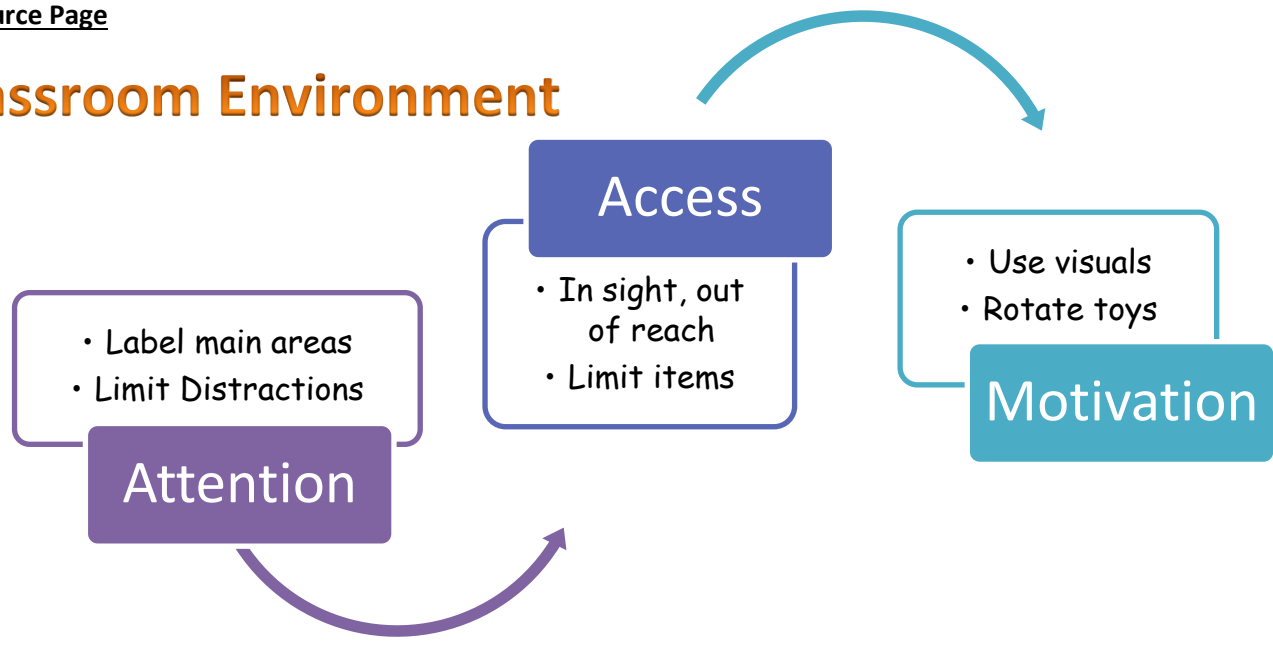 urce Page
assroom Environment
Access
• In sight, out
of reach
• Limit items
• Use visuals
• Rotate toys
Motivation
• Label main areas
• Limit Distractions
Attention